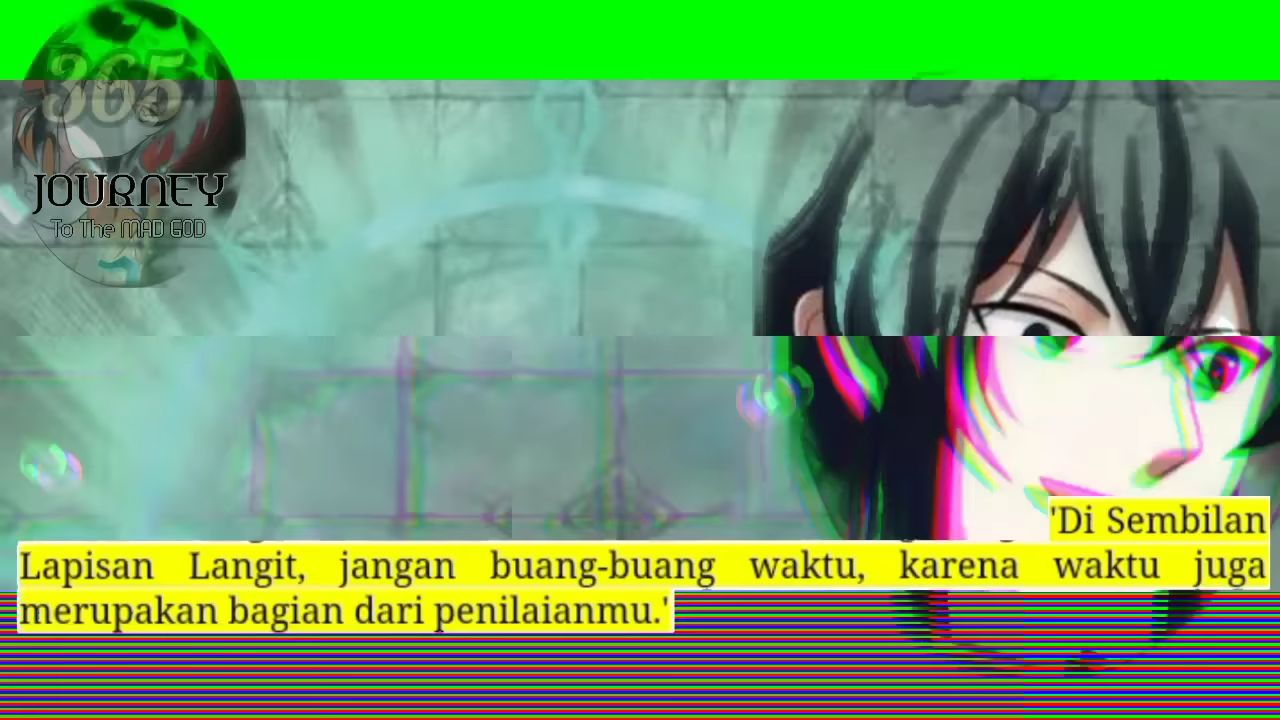 365
JOURNEY
To The MAD GOD
'Di Sembilan
Lapisan Langit, jangan buang-buang waktu, karena waktu juga
merupakan bagian dari penilaianmu.'